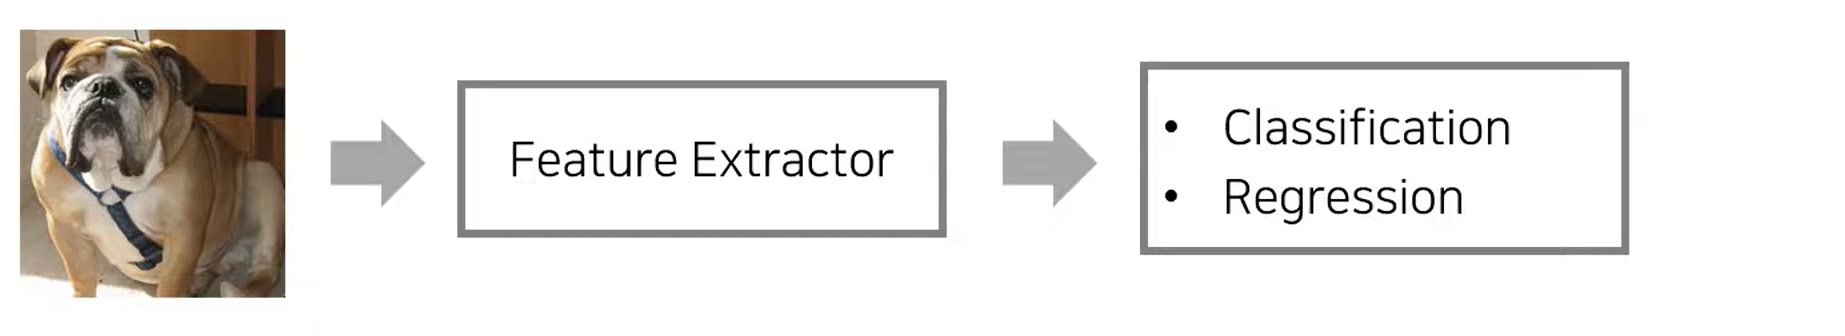 Feature Extractor
• Classification
• Regression